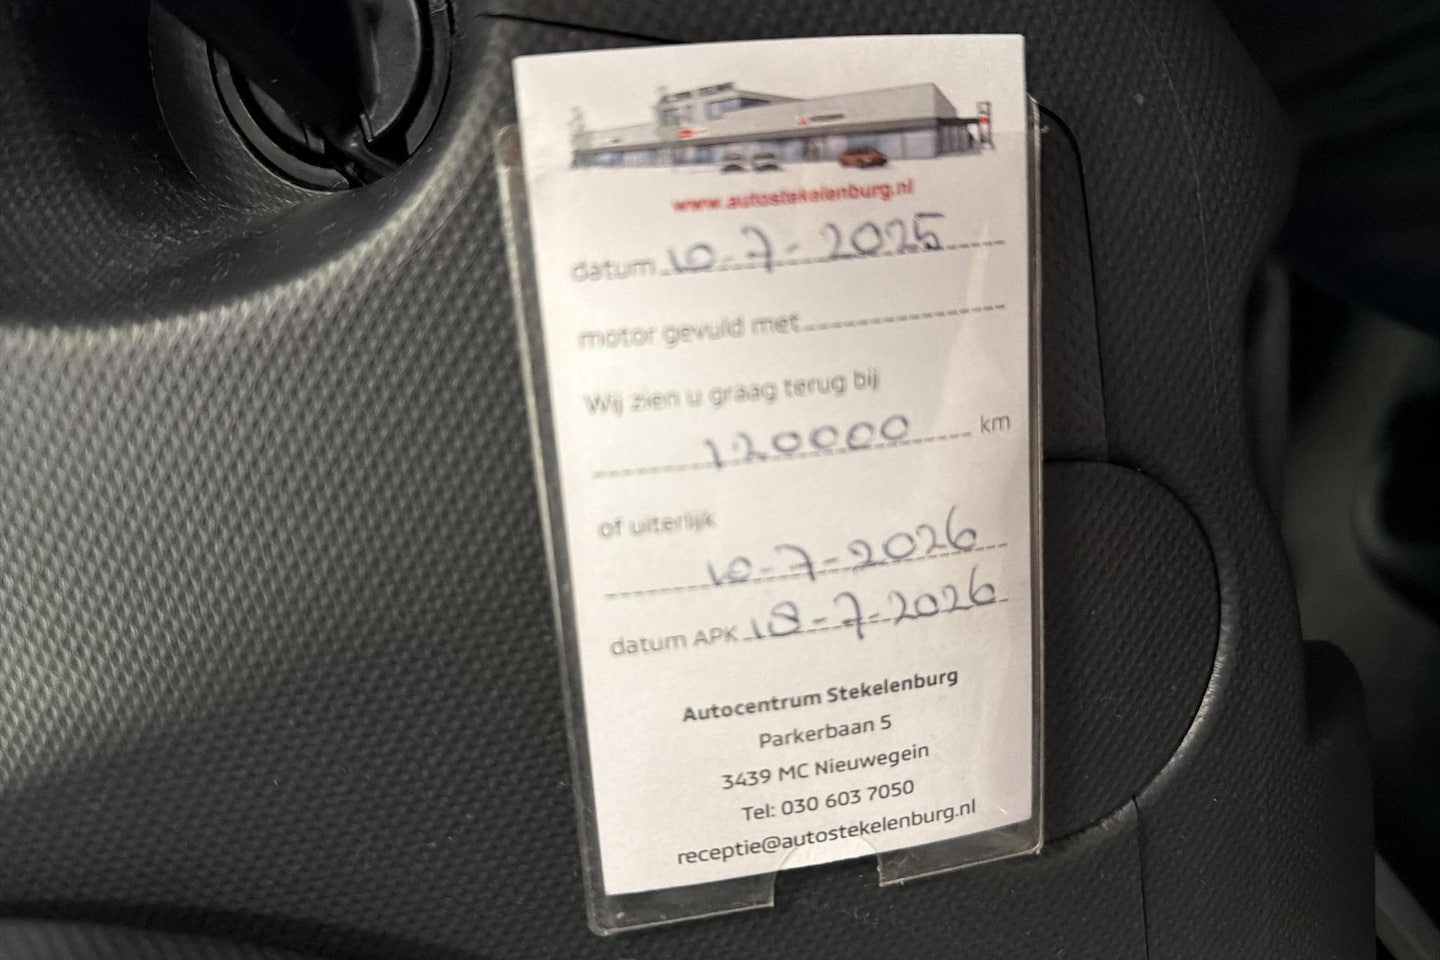 www.autostekelenburg.nl
datum 10-7-2025
motor gevuld met
Wij zien u graag terug bij
120000 km
of uiterlijk
10-7-2026
datum APK 18-7-2026
Autocentrum Stekelenburg
Parkerbaan 5
3439 MC Nieuwegein
Tel: 030 603 7050
receptie@autostekelenburg.nl